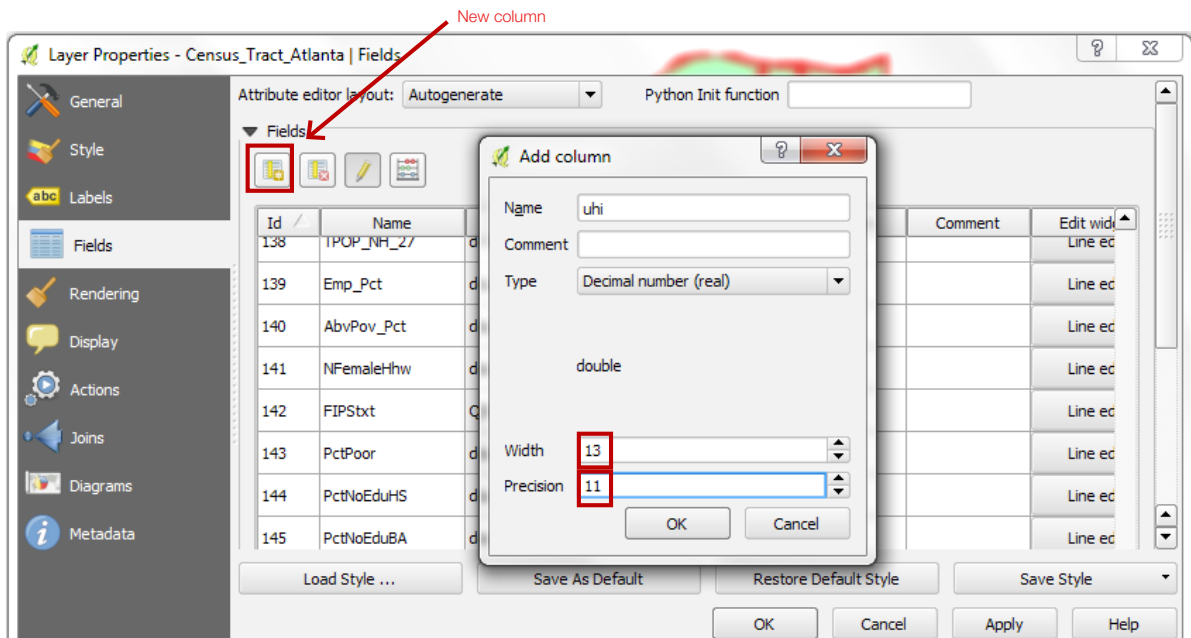 New column
Layer Properties - Census_Tract_Atlanta | Fields
General
Style
abc Labels
Fields
Rendering
Display
Actions
Joins
Diagrams
Metadata
Attribute editor layout: Autogenerate Python Init function
Fields
Id Name Comment Edit wid
138 TPOP_NH_27 d Line ed
139 Emp_Pct d Line ed
140 AbvPov_Pct d Line ed
141 NFemaleHhw d Line ed
142 FIPStxt Q Line ed
143 PctPoor d Line ed
144 PctNoEduHS d Line ed
145 PctNoEduBA d Line ed
Add column
Name uhi
Comment
Type Decimal number (real)
double
Width 13
Precision 11
OK Cancel
Load Style ... Save As Default Restore Default Style Save Style
OK Cancel Apply Help